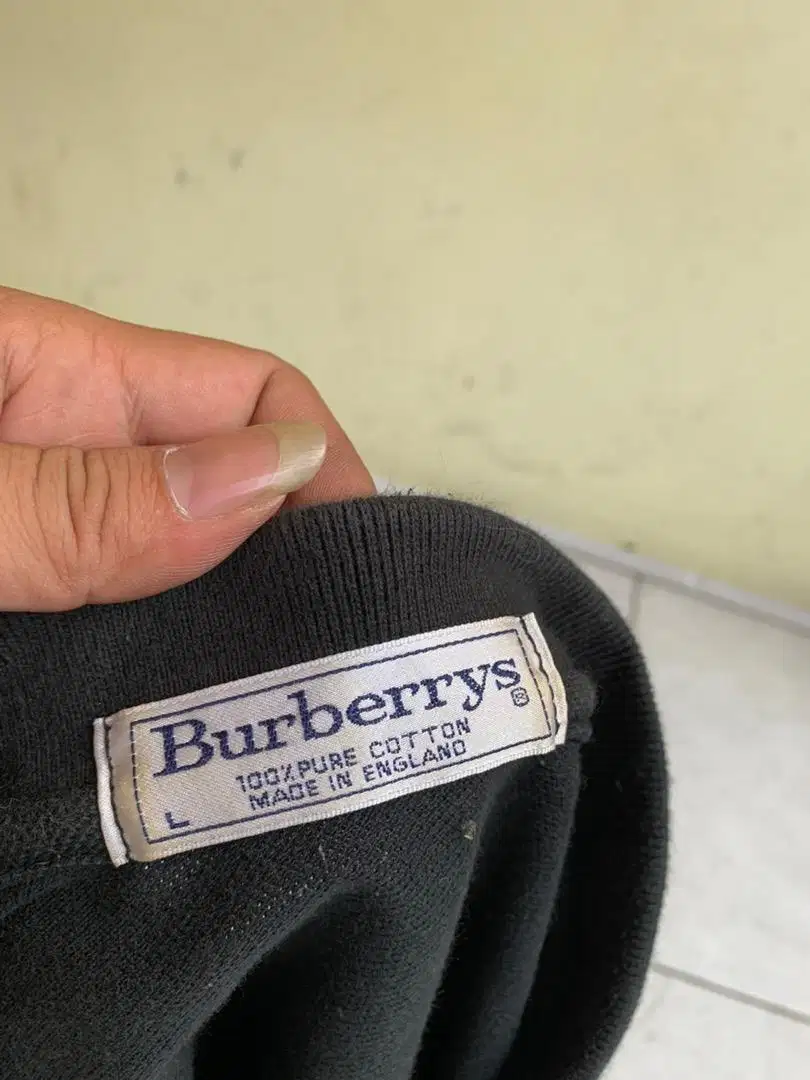 Burberrys®
100% PURE COTTON
MADE IN ENGLAND
L